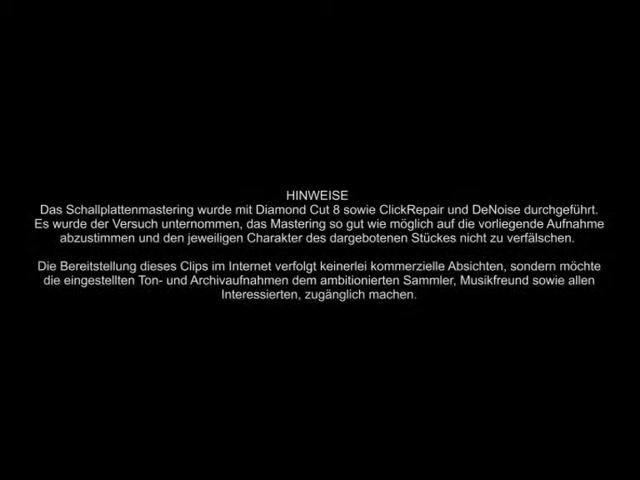 HINWEISE
Das Schallplattenmastering wurde mit Diamond Cut 8 sowie ClickRepair und DeNoise durchgeführt.
Es wurde der Versuch unternommen, das Mastering so gut wie möglich auf die vorliegende Aufnahme
abzustimmen und den jeweiligen Charakter des dargebotenen Stückes nicht zu verfälschen.
Die Bereitstellung dieses Clips im Internet verfolgt keinerlei kommerzielle Absichten, sondern möchte
die eingestellten Ton- und Archivaufnahmen dem ambitionierten Sammler, Musikfreund sowie allen
Interessierten, zugänglich machen.